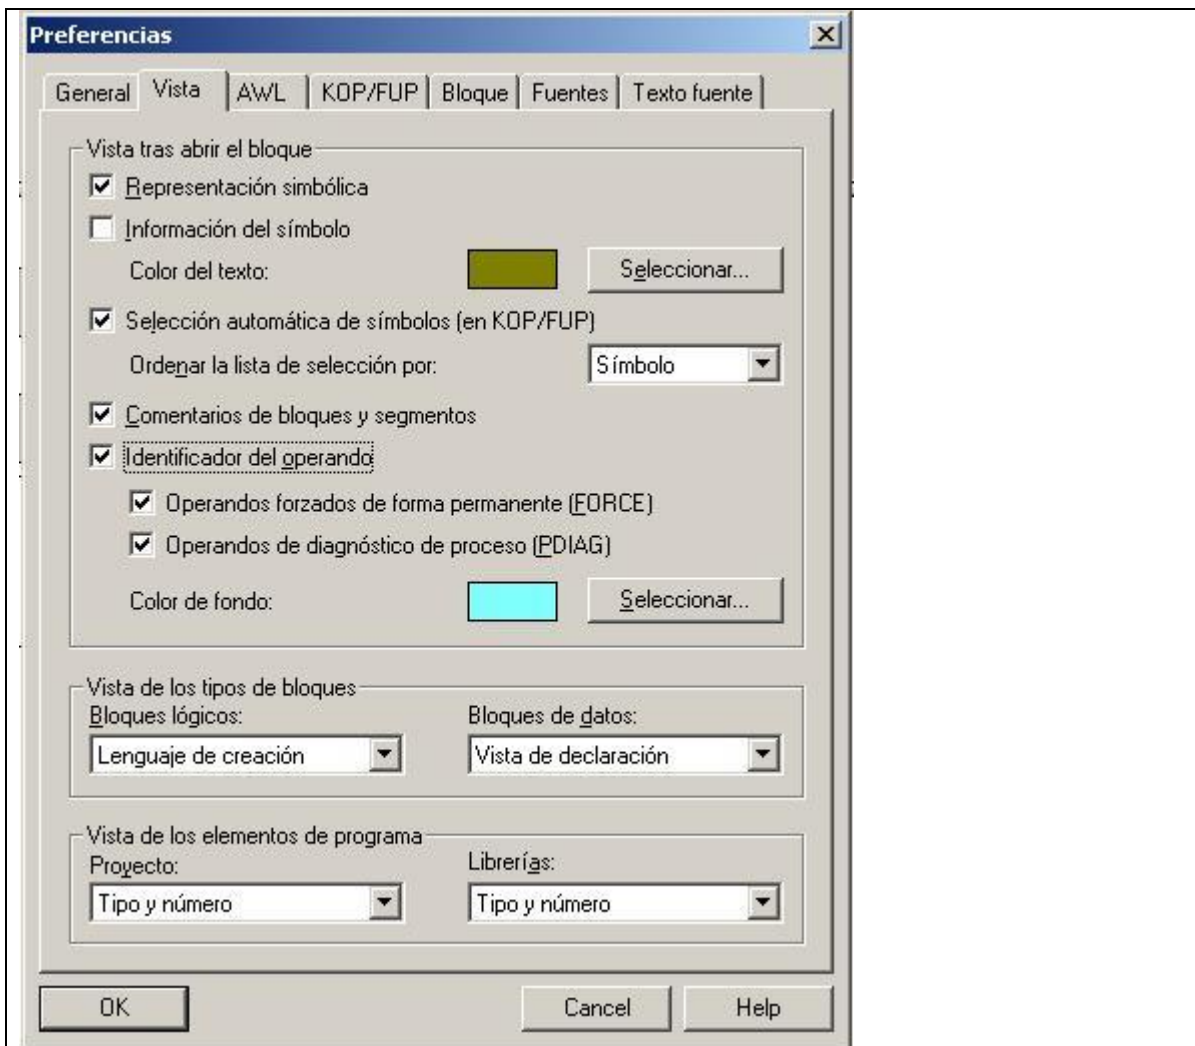 Preferencias
General Vista AWL KOP/FUP Bloque Fuentes Texto fuente
Vista tras abrir el bloque
Representación simbólica
Información del símbolo
Color del texto: Seleccionar...
Selección automática de símbolos (en KOP/FUP)
Ordenar la lista de selección por: Símbolo
Comentarios de bloques y segmentos
Identificador del operando
Operandos forzados de forma permanente (FORCE)
Operandos de diagnóstico de proceso (PDIAG)
Color de fondo: Seleccionar...
Vista de los tipos de bloques
Bloques lógicos: Bloques de datos:
Lenguaje de creación Vista de declaración
Vista de los elementos de programa
Proyecto: Librerías:
Tipo y número Tipo y número
OK Cancel Help